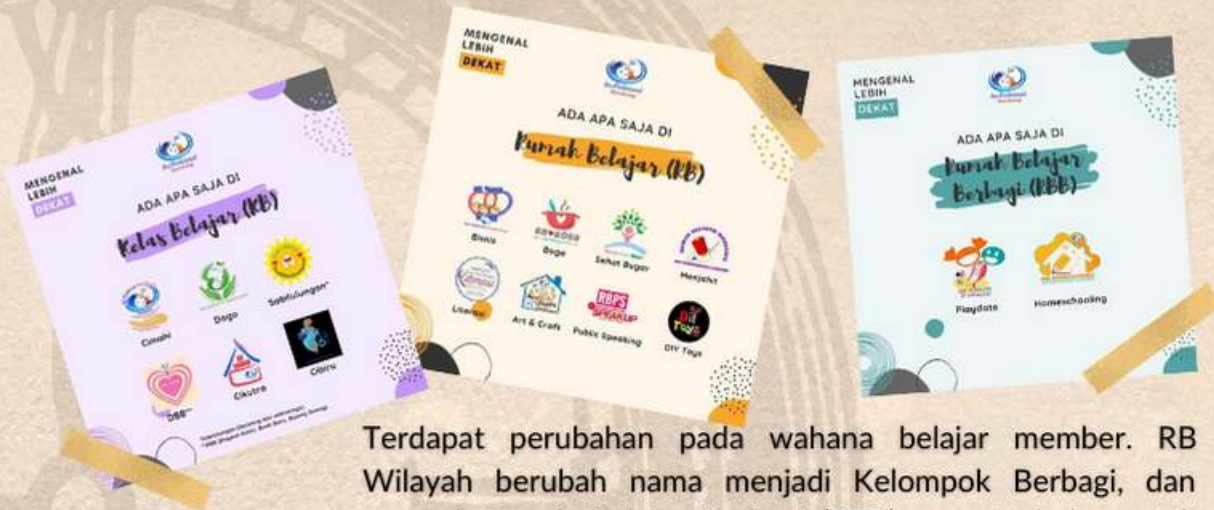 MENGENAL
LEBIH
DEKAT
ADA APA SAJA DI
Kelas Belajar (KB)
Cimahi
Dago
Sabilulungan*
DBB**
Cikutra
Cibiru
MENGENAL
LEBIH
DEKAT
ADA APA SAJA DI
Rumah Belajar (RB)
Bisnis
Boga
Sehat Bugar
Menjahit
Literasi
Art & Craft
Public Speaking
DIY Toys
MENGENAL
LEBIH
DEKAT
ADA APA SAJA DI
Rumah Belajar
Berbagi (RBB)
Playdate
Homeschooling
Terdapat perubahan pada wahana belajar member. RB
Wilayah berubah nama menjadi Kelompok Berbagi, dan